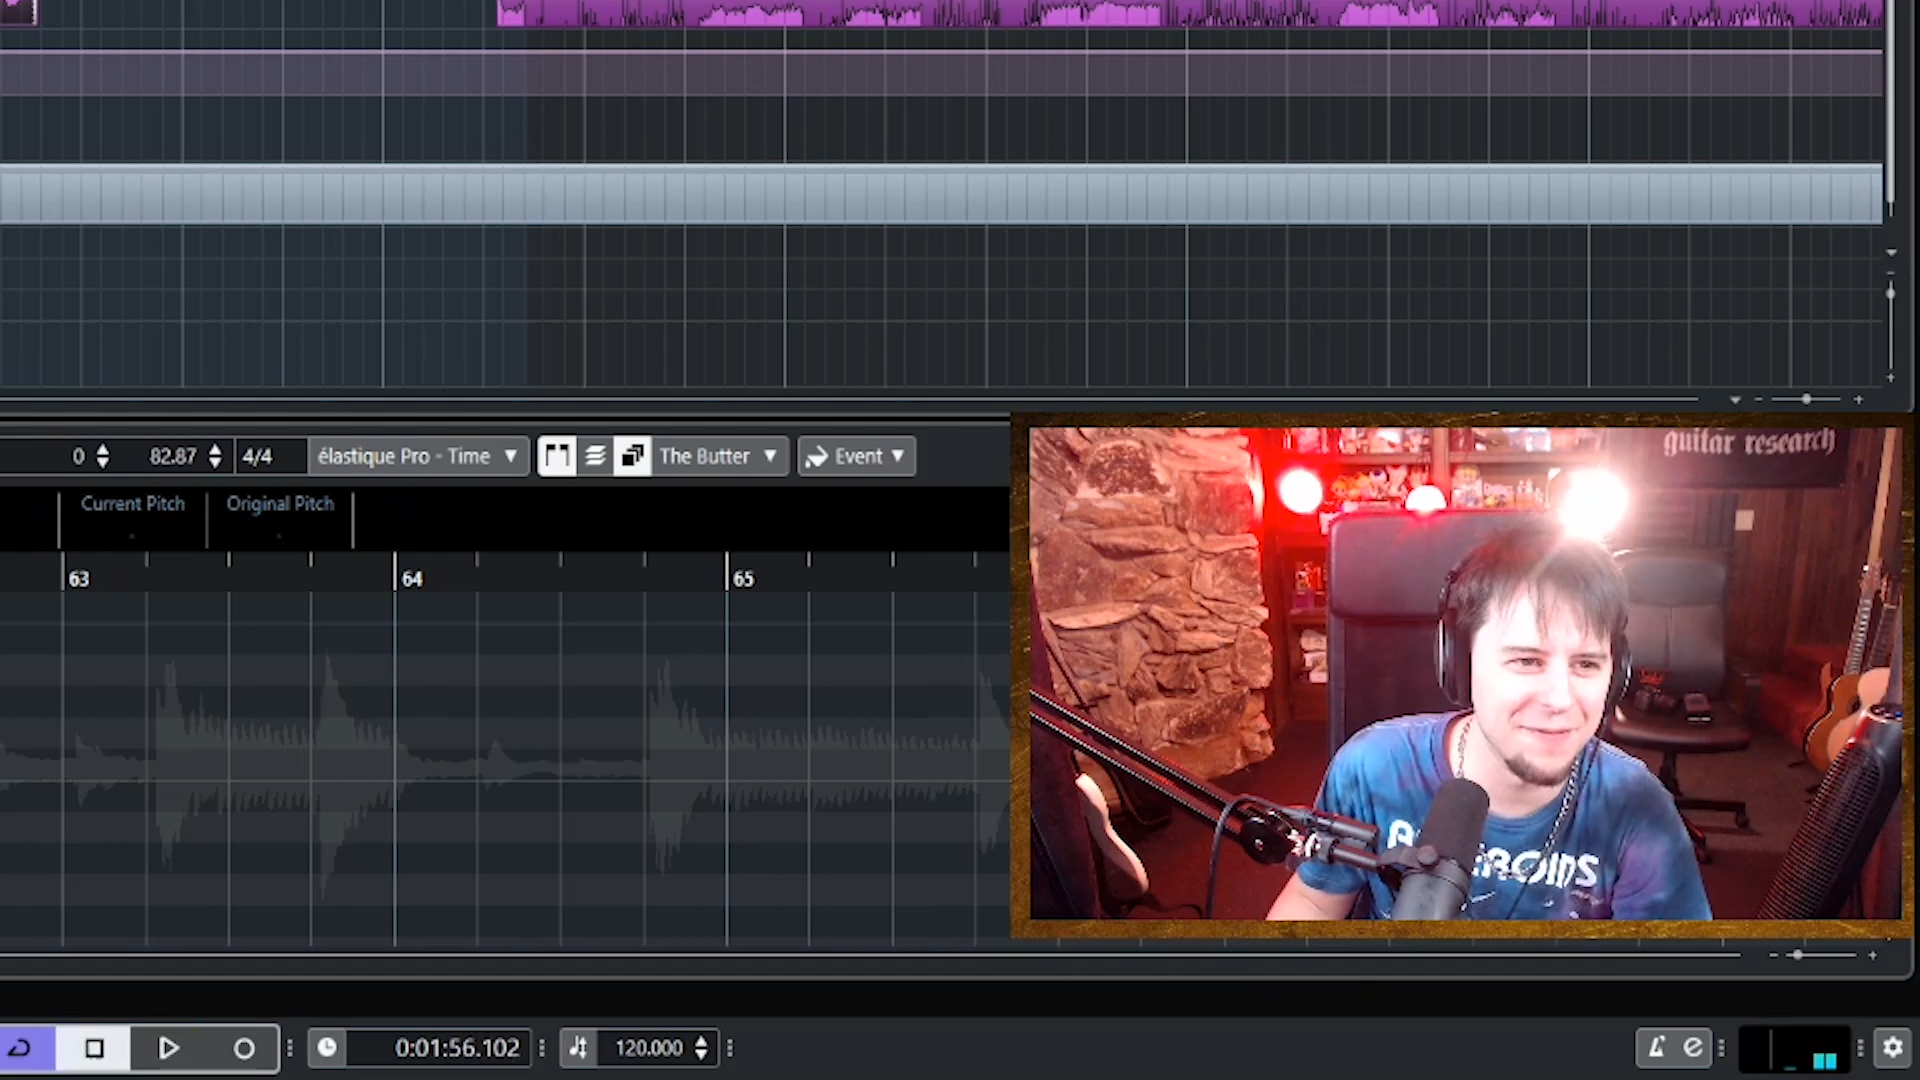 0 82.87 4/4 élastique Pro - Time The Butter Event
Current Pitch Original Pitch
63 64 65
guitar research
0:01:56.102 120.000